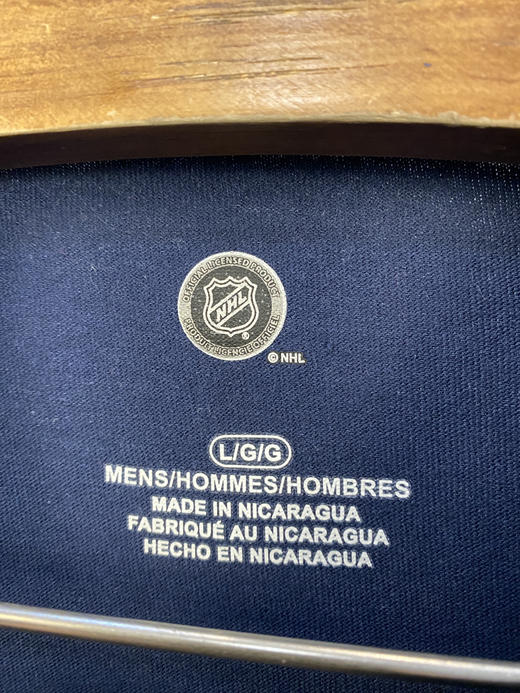 OFFICIAL LICENSED PRODUCT
NHL
®
PRODUIT LICENCIÉ OFFICIEL
© NHL
L/G/G
MENS/HOMMES/HOMBRES
MADE IN NICARAGUA
FABRIQUÉ AU NICARAGUA
HECHO EN NICARAGUA